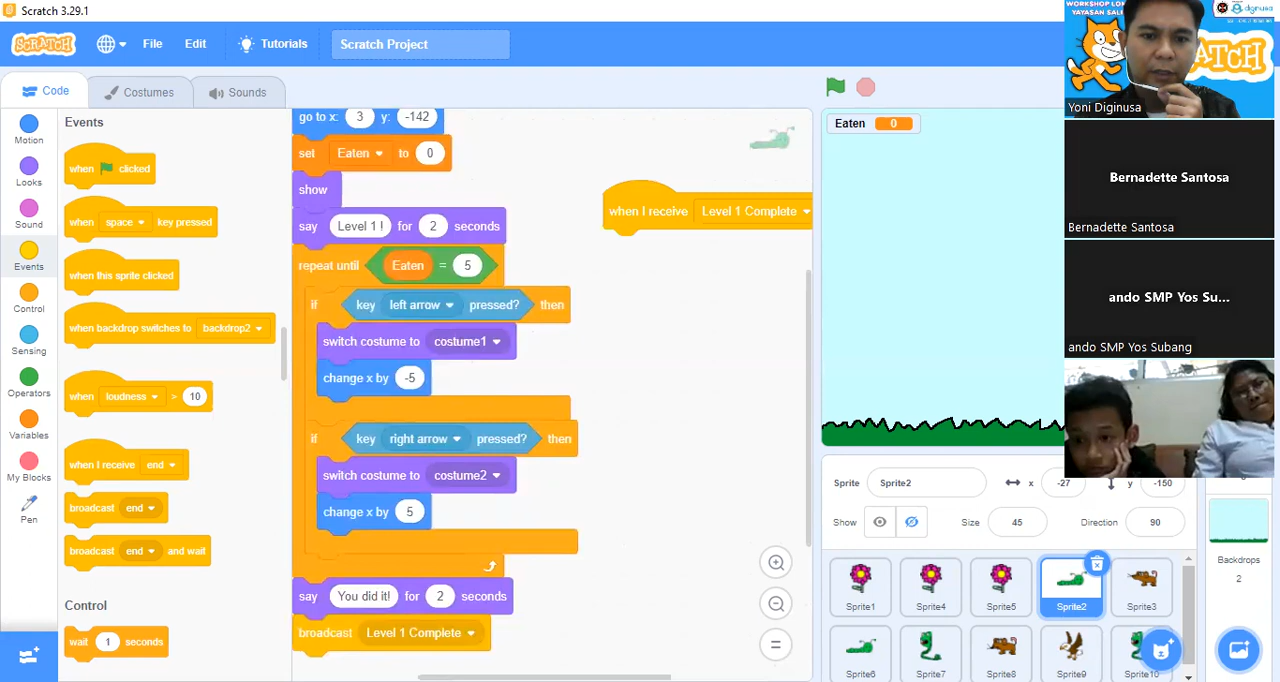 Scratch 3.29.1
SCRATCH
File
Edit
Tutorials
Scratch Project
Code
Costumes
Sounds
Motion
Looks
Sound
Events
Control
Sensing
Operators
Variables
My Blocks
Pen
Events
when clicked
when space key pressed
when this sprite clicked
when backdrop switches to backdrop2
when loudness > 10
when I receive end
broadcast end
broadcast end and wait
Control
wait 1 seconds
go to x: 3 y: -142
set Eaten to 0
show
say Level 1 ! for 2 seconds
repeat until Eaten = 5
if key left arrow pressed? then
switch costume to costume1
change x by -5
if key right arrow pressed? then
switch costume to costume2
change x by 5
say You did it! for 2 seconds
broadcast Level 1 Complete
when I receive Level 1 Complete
Eaten 0
Sprite Sprite2 x -27 y -150
Show Size 45 Direction 90
Sprite1
Sprite4
Sprite5
Sprite2
Sprite3
Sprite6
Sprite7
Sprite8
Sprite9
Sprite10
Backdrops
2
WORKSHOP
YAYASAN
diginusa
Yoni Diginusa
Bernadette Santosa
Bernadette Santosa
ando SMP Yos Su...
ando SMP Yos Subang